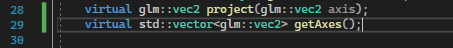 28 virtual glm::vec2 project(glm::vec2 axis);
29 virtual std::vector<glm::vec2> getAxes();
30